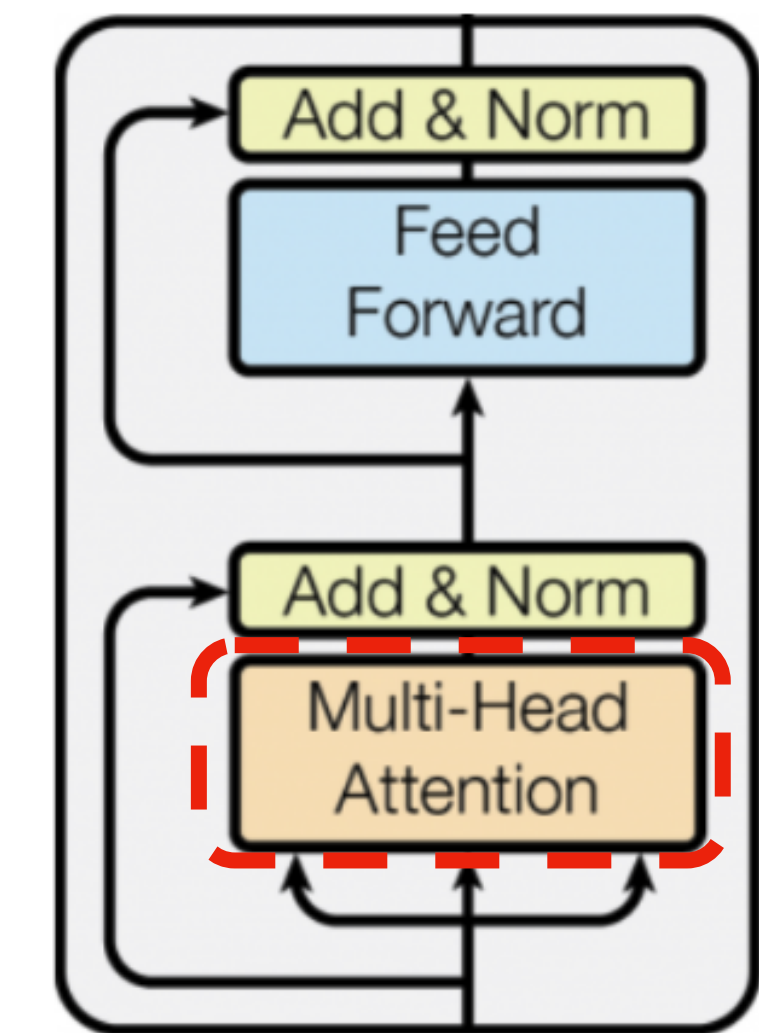 Add & Norm
Feed
Forward
Add & Norm
Multi-Head
Attention